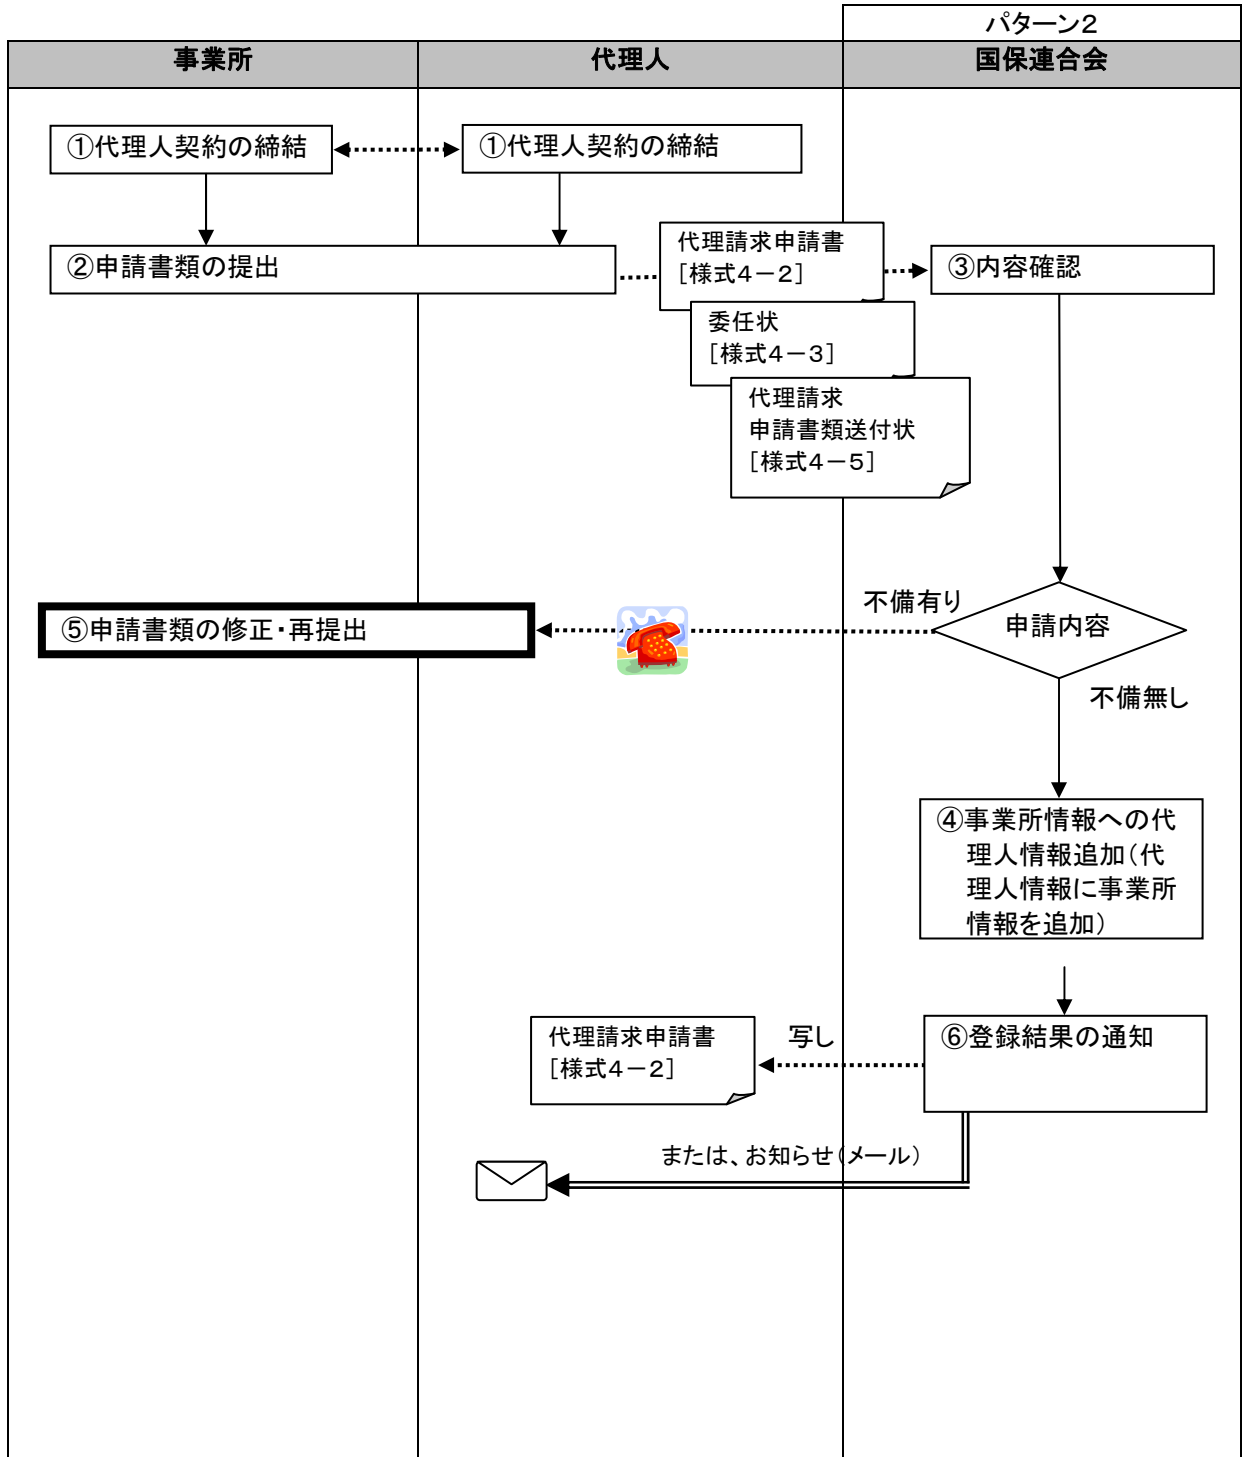 パターン2
事業所
代理人
国保連合会
①代理人契約の締結
①代理人契約の締結
②申請書類の提出
代理請求申請書
[様式4-2]
③内容確認
委任状
[様式4-3]
代理請求
申請書類送付状
[様式4-5]
不備有り
申請内容
⑤申請書類の修正・再提出
不備無し
④事業所情報への代
理人情報追加(代
理人情報に事業所
情報を追加)
代理請求申請書
[様式4-2]
写し
⑥登録結果の通知
または、お知らせ(メール)